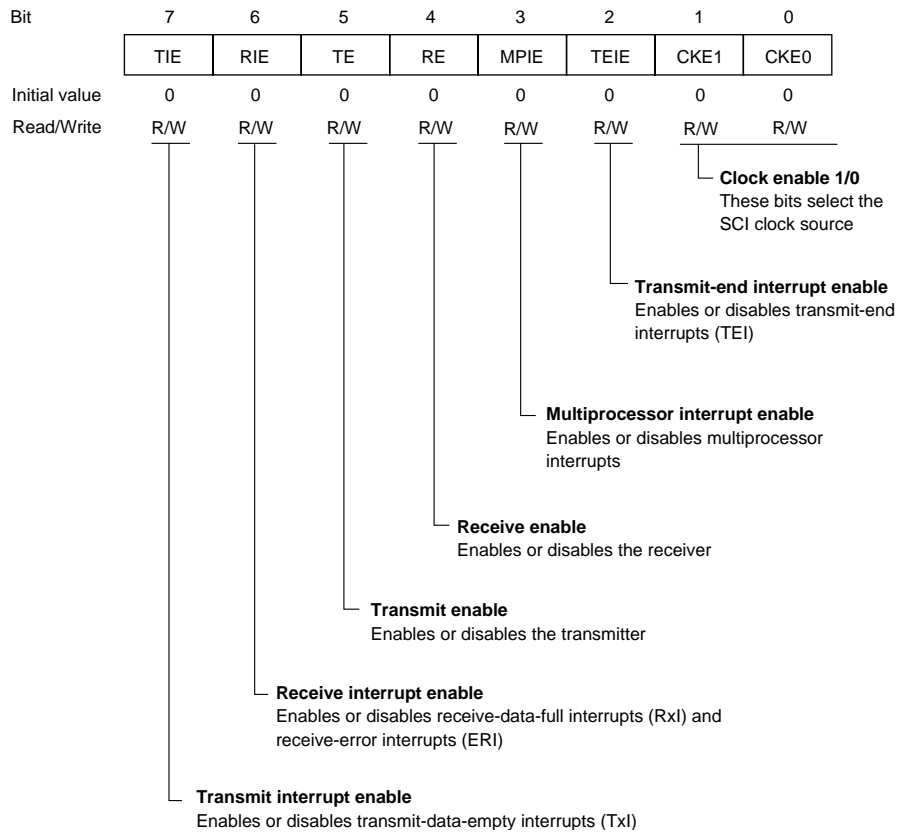 Bit 7 6 5 4 3 2 1 0
TIE RIE TE RE MPIE TEIE CKE1 CKE0
Initial value 0 0 0 0 0 0 0 0
Read/Write R/W R/W R/W R/W R/W R/W R/W R/W
Clock enable 1/0
These bits select the
SCI clock source
Transmit-end interrupt enable
Enables or disables transmit-end
interrupts (TEI)
Multiprocessor interrupt enable
Enables or disables multiprocessor
interrupts
Receive enable
Enables or disables the receiver
Transmit enable
Enables or disables the transmitter
Receive interrupt enable
Enables or disables receive-data-full interrupts (RxI) and
receive-error interrupts (ERI)
Transmit interrupt enable
Enables or disables transmit-data-empty interrupts (TxI)